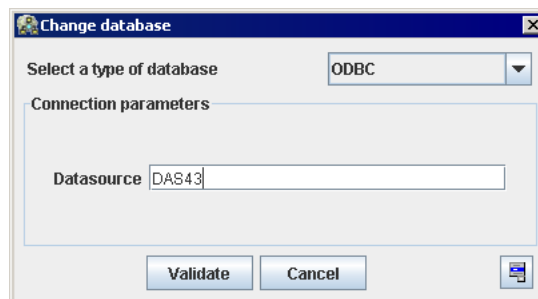 Change database
Select a type of database ODBC
Connection parameters
Datasource DAS43
Validate Cancel